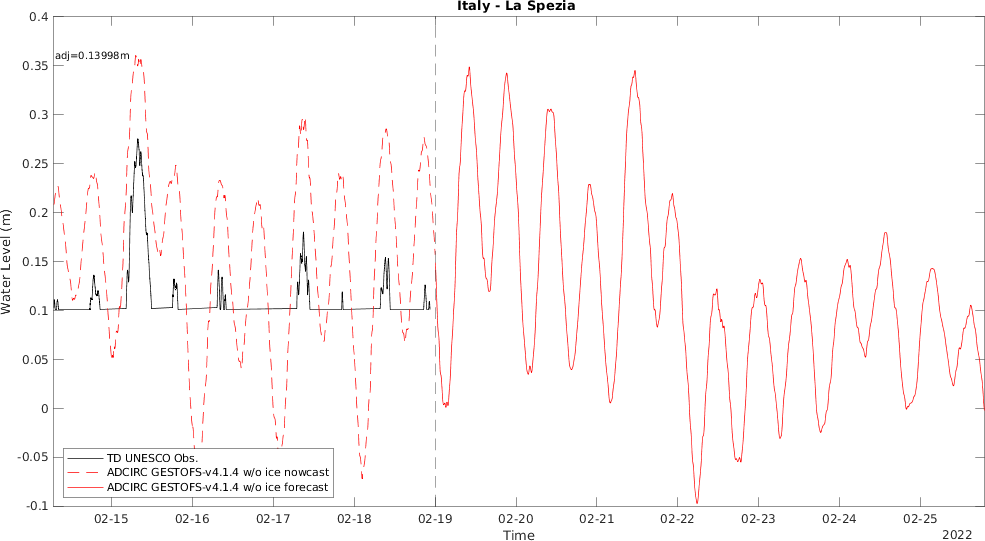 Italy - La Spezia
adj=0.13998m
Water Level (m)
0.4
0.35
0.3
0.25
0.2
0.15
0.1
0.05
0
-0.05
-0.1
TD UNESCO Obs.
ADCIRC GESTOFS-v4.1.4 w/o ice nowcast
ADCIRC GESTOFS-v4.1.4 w/o ice forecast
02-15 02-16 02-17 02-18 02-19 02-20 02-21 02-22 02-23 02-24 02-25
Time
2022